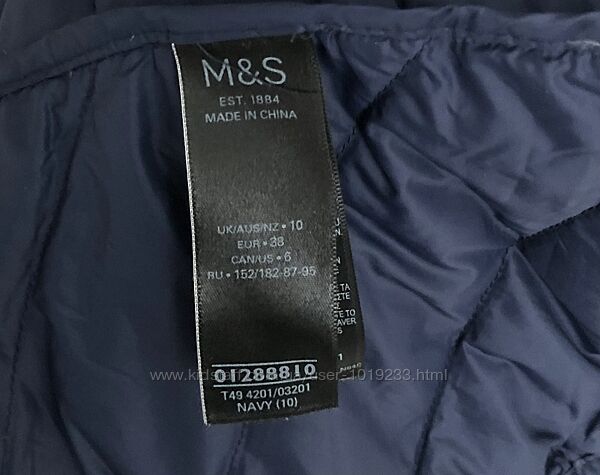 M&S
EST. 1884
MADE IN CHINA
UK/AUS/NZ • 10
EUR • 38
CAN/US • 6
RU • 152/182-87-95
01288810
T49 4201/03201
NAVY (10)